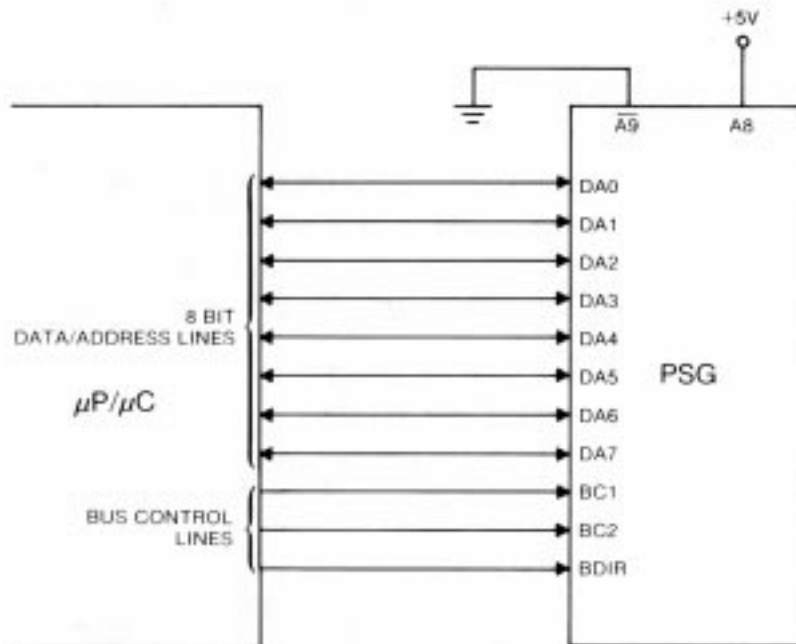 +5V
A̅9̅ A8
DA0
DA1
DA2
DA3
8 BIT
DATA/ADDRESS LINES
DA4
DA5
PSG
μP/μC
DA6
DA7
BC1
BUS CONTROL
LINES
BC2
BDIR